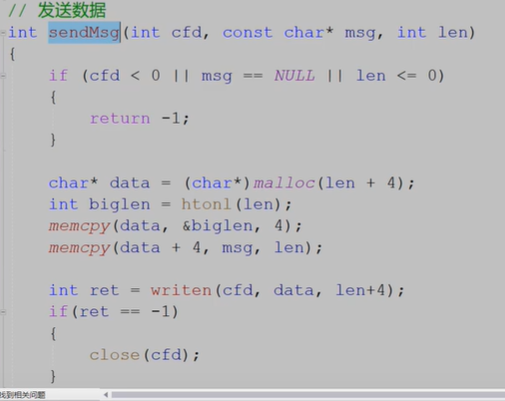 // 发送数据
int sendMsg(int cfd, const char* msg, int len)
{
    if (cfd < 0 || msg == NULL || len <= 0)
    {
        return -1;
    }

    char* data = (char*)malloc(len + 4);
    int biglen = htonl(len);
    memcpy(data, &biglen, 4);
    memcpy(data + 4, msg, len);

    int ret = writen(cfd, data, len+4);
    if(ret == -1)
    {
        close(cfd);
    }
找到相关问题